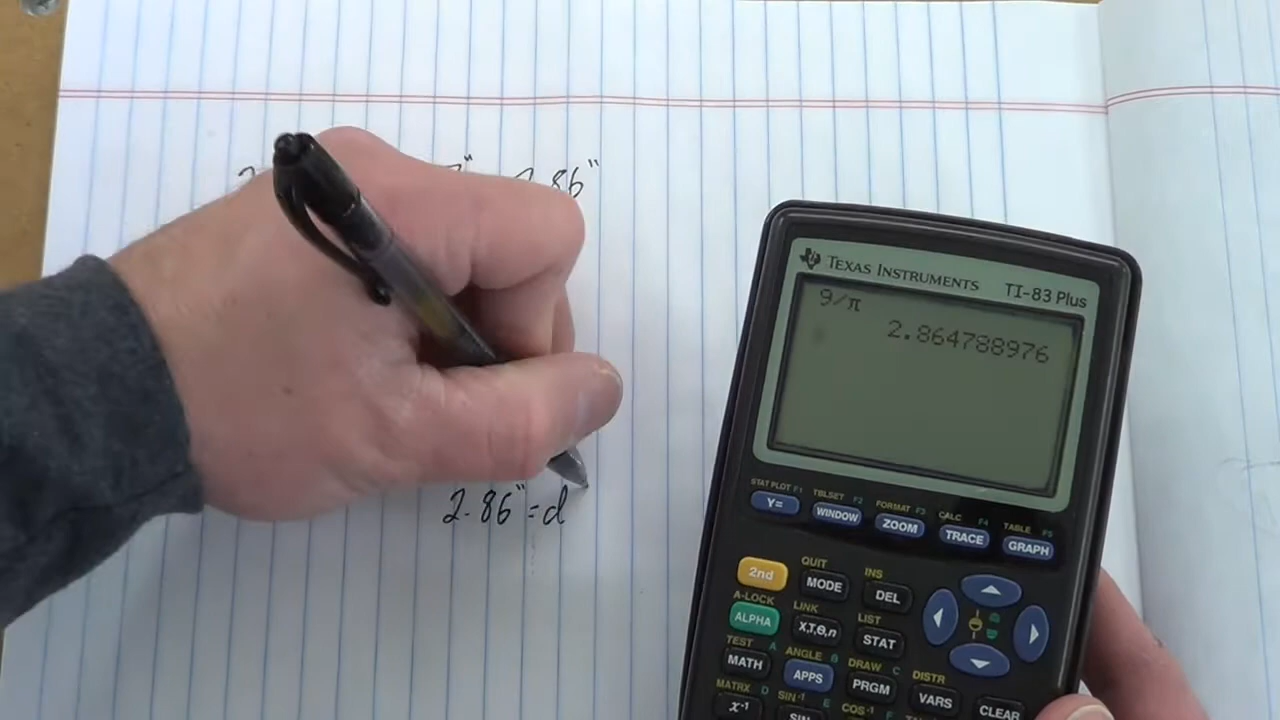 86"
2.86" = d
TEXAS INSTRUMENTS TI-83 Plus
9/π
2.864788976
STAT PLOT F1 TBLSET F2 FORMAT F3 CALC F4 TABLE F5
Y= WINDOW ZOOM TRACE GRAPH
QUIT INS
2nd MODE DEL
A-LOCK LINK LIST
ALPHA X,T,Θ,n STAT
TEST A ANGLE B DRAW C DISTR
MATH APPS PRGM VARS CLEAR
MATRX D SIN⁻¹ E COS⁻¹ F
x⁻¹ SIN